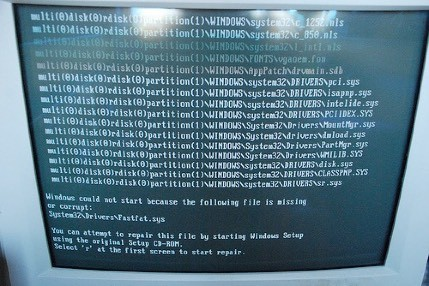 multi(0)rdisk(0)rdisk(0)partition(1)\WINDOWS\system32\c_1252.nls
multi(0)disk(0)rdisk(0)partition(1)\WINDOWS\system32\c_850.nls
multi(0)disk(0)rdisk(0)partition(1)\WINDOWS\system32\l_intl.nls
multi(0)disk(0)rdisk(0)partition(1)\WINDOWS\FONTS\vgaoem.fon
multi(0)disk(0)rdisk(0)partition(1)\WINDOWS\AppPatch\drvmain.sdb
multi(0)disk(0)rdisk(0)partition(1)\WINDOWS\system32\DRIVERS\pci.sys
multi(0)disk(0)rdisk(0)partition(1)\WINDOWS\system32\DRIVERS\isapnp.sys
multi(0)disk(0)rdisk(0)partition(1)\WINDOWS\system32\DRIVERS\intelide.sys
multi(0)disk(0)rdisk(0)partition(1)\WINDOWS\system32\DRIVERS\PCIIDEX.SYS
multi(0)disk(0)rdisk(0)partition(1)\WINDOWS\System32\Drivers\MountMgr.sys
multi(0)disk(0)rdisk(0)partition(1)\WINDOWS\system32\drivers\dmload.sys
multi(0)disk(0)rdisk(0)partition(1)\WINDOWS\System32\Drivers\PartMgr.sys
multi(0)disk(0)rdisk(0)partition(1)\WINDOWS\System32\Drivers\WMILIB.SYS
multi(0)disk(0)rdisk(0)partition(1)\WINDOWS\system32\DRIVERS\disk.sys
multi(0)disk(0)rdisk(0)partition(1)\WINDOWS\system32\DRIVERS\CLASSPNP.SYS
multi(0)disk(0)rdisk(0)partition(1)\WINDOWS\system32\DRIVERS\sr.sys
Windows could not start because the following file is missing
or corrupt:
System32\Drivers\Fastfat.sys
You can attempt to repair this file by starting Windows Setup
using the original Setup CD-ROM.
Select 'r' at the first screen to start repair.